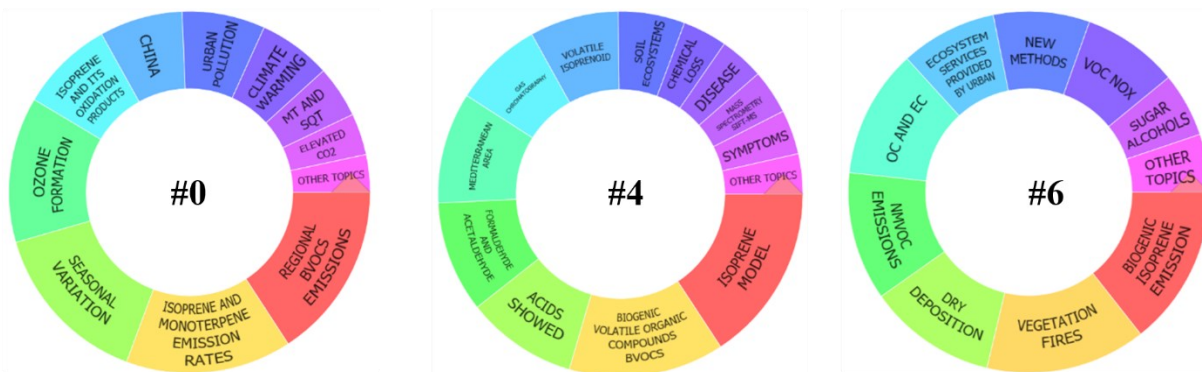 #0
CHINA
URBAN
POLLUTION
CLIMATE
WARMING
MT AND
SQT
ELEVATED
CO2
OTHER TOPICS
REGIONAL
BVOCS
EMISSIONS
ISOPRENE AND
MONOTERPENE
EMISSION
RATES
SEASONAL
VARIATION
OZONE
FORMATION
ISOPRENE
AND ITS
OXIDATION
PRODUCTS
#4
VOLATILE
ISOPRENOID
SOIL
ECOSYSTEMS
CHEMICAL
LOSS
DISEASE
MASS
SPECTROMETRY
SIFT-MS
SYMPTOMS
OTHER TOPICS
ISOPRENE
MODEL
BIOGENIC
VOLATILE ORGANIC
COMPOUNDS
BVOCS
ACIDS
SHOWED
FORMALDEHYDE
AND
ACETALDEHYDE
MEDITERRANEAN
AREA
GAS
CHROMATOGRAPHY
#6
ECOSYSTEM
SERVICES
PROVIDED
BY URBAN
NEW
METHODS
VOC NOX
SUGAR
ALCOHOLS
OTHER
TOPICS
BIOGENIC
ISOPRENE
EMISSION
VEGETATION
FIRES
DRY
DEPOSITION
NMVOC
EMISSIONS
OC AND EC